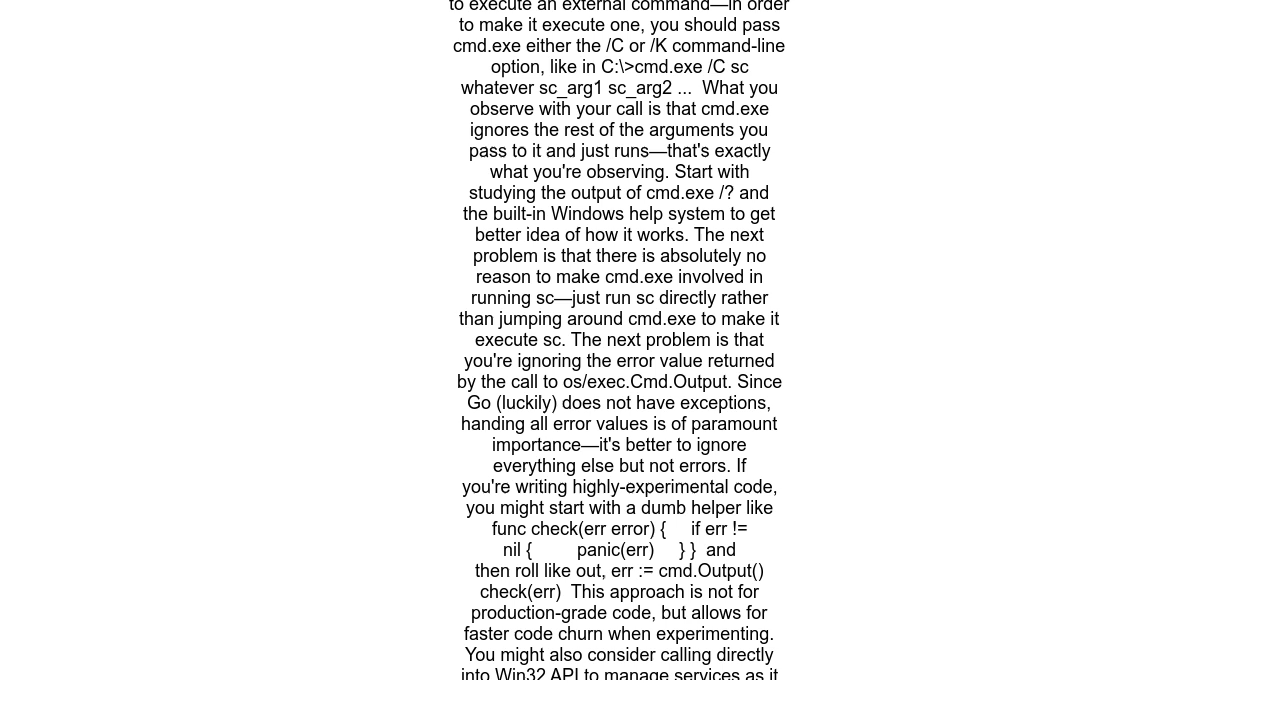 to execute an external command—in order
to make it execute one, you should pass
cmd.exe either the /C or /K command-line
option, like in C:\>cmd.exe /C sc
whatever sc_arg1 sc_arg2 ...  What you
observe with your call is that cmd.exe
ignores the rest of the arguments you
pass to it and just runs—that's exactly
what you're observing. Start with
studying the output of cmd.exe /? and
the built-in Windows help system to get
better idea of how it works. The next
problem is that there is absolutely no
reason to make cmd.exe involved in
running sc—just run sc directly rather
than jumping around cmd.exe to make it
execute sc. The next problem is that
you're ignoring the error value returned
by the call to os/exec.Cmd.Output. Since
Go (luckily) does not have exceptions,
handing all error values is of paramount
importance—it's better to ignore
everything else but not errors. If
you're writing highly-experimental code,
you might start with a dumb helper like
func check(err error) {     if err !=
nil {         panic(err)     } }  and
then roll like out, err := cmd.Output()
check(err)  This approach is not for
production-grade code, but allows for
faster code churn when experimenting.
You might also consider calling directly
into Win32 API to manage services as it